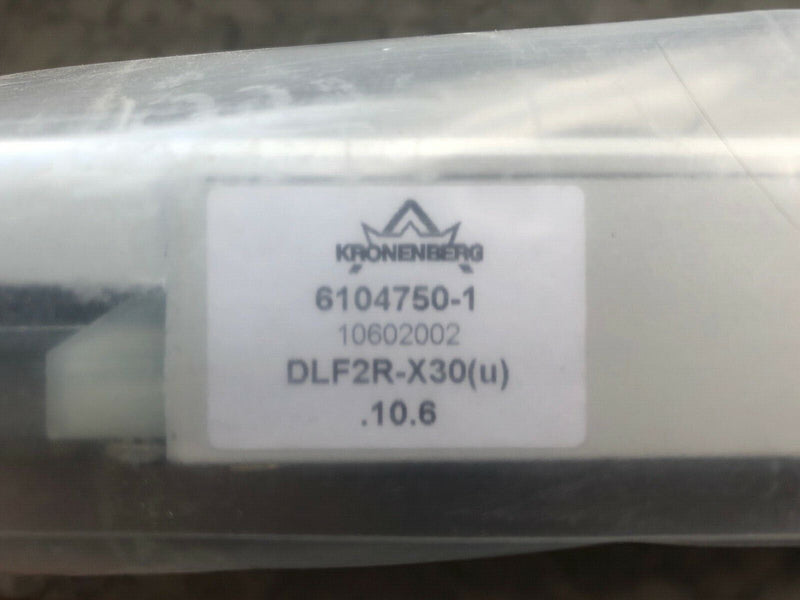 KRONENBERG
6104750-1
10602002
DLF2R-X30(u)
.10.6